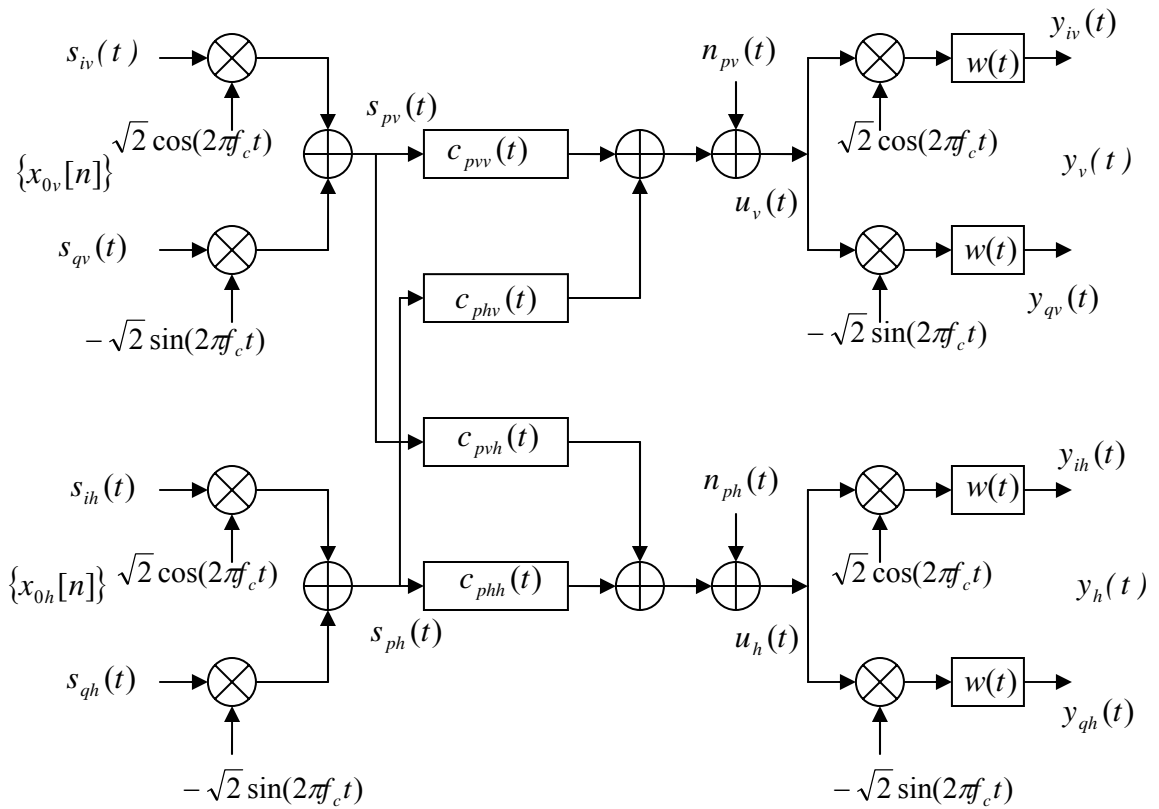 s_{iv}(t)
√2 cos(2πf_c t)
{x_{0v}[n]}
s_{qv}(t)
−√2 sin(2πf_c t)
s_{pv}(t)
c_{pvv}(t)
c_{phv}(t)
n_{pv}(t)
u_v(t)
√2 cos(2πf_c t)
−√2 sin(2πf_c t)
w(t)
w(t)
y_{iv}(t)
y_v(t)
y_{qv}(t)
s_{ih}(t)
√2 cos(2πf_c t)
{x_{0h}[n]}
s_{qh}(t)
−√2 sin(2πf_c t)
s_{ph}(t)
c_{pvh}(t)
c_{phh}(t)
n_{ph}(t)
u_h(t)
√2 cos(2πf_c t)
−√2 sin(2πf_c t)
w(t)
w(t)
y_{ih}(t)
y_h(t)
y_{qh}(t)